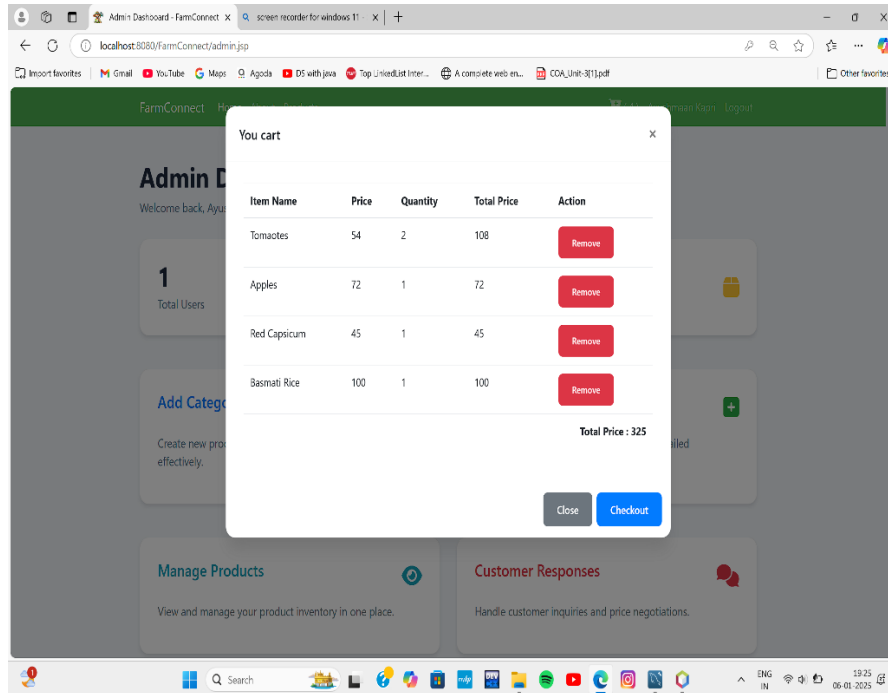 Admin Dashboard - FarmConnect
screen recorder for windows 11 -
localhost:8080/FarmConnect/admin.jsp
Import favorites
Gmail
YouTube
Maps
Agoda
DS with java
Top LinkedList Inter...
A complete web en...
COA_Unit-3[1].pdf
Other favorites
FarmConnect
Logout
You cart ×
Admin D
Welcome back, Ayus
Item Name Price Quantity Total Price Action
Tomaotes 54 2 108 Remove
Apples 72 1 72 Remove
Red Capsicum 45 1 45 Remove
Basmati Rice 100 1 100 Remove
Total Price : 325
Close Checkout
1
Total Users
Add Catego
Create new prod
effectively.
ailed
Manage Products
View and manage your product inventory in one place.
Customer Responses
Handle customer inquiries and price negotiations.
1
Search
DEV
ENG
IN
19:25
06-01-2025